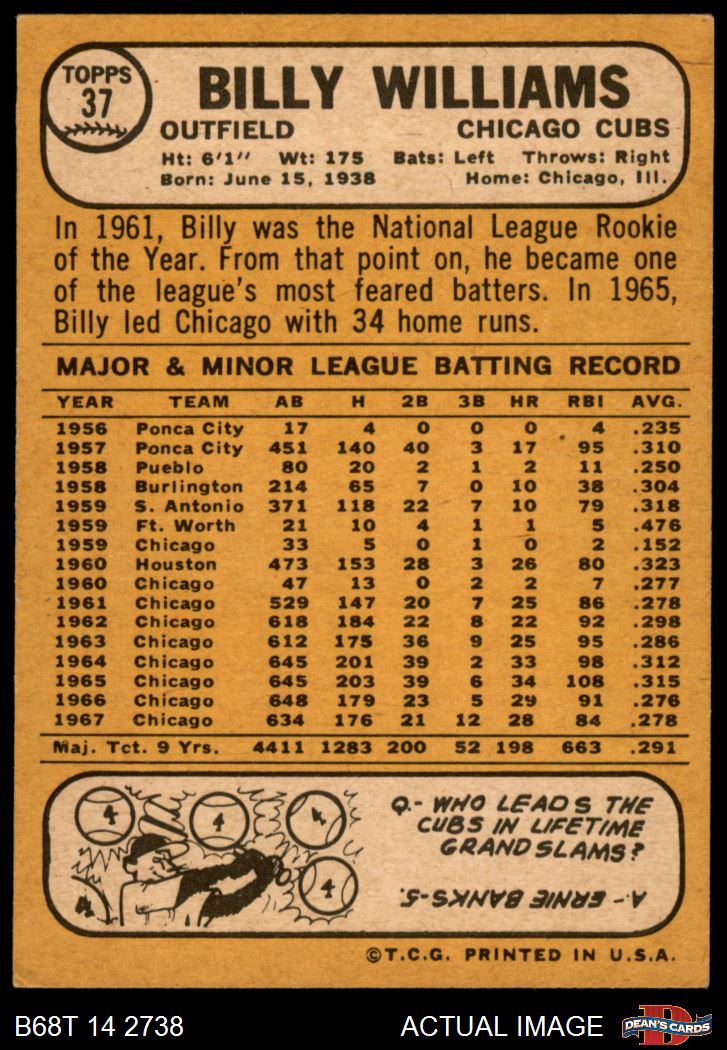 TOPPS
37
BILLY WILLIAMS
OUTFIELD CHICAGO CUBS
Ht: 6'1" Wt: 175 Bats: Left Throws: Right
Born: June 15, 1938 Home: Chicago, Ill.
In 1961, Billy was the National League Rookie
of the Year. From that point on, he became one
of the league's most feared batters. In 1965,
Billy led Chicago with 34 home runs.
MAJOR & MINOR LEAGUE BATTING RECORD
YEAR TEAM AB H 2B 3B HR RBI AVG.
1956 Ponca City 17 4 0 0 0 4 .235
1957 Ponca City 451 140 40 3 17 95 .310
1958 Pueblo 80 20 2 1 2 11 .250
1958 Burlington 214 65 7 0 10 38 .304
1959 S. Antonio 371 118 22 7 10 79 .318
1959 Ft. Worth 21 10 4 1 1 5 .476
1959 Chicago 33 5 0 1 0 2 .152
1960 Houston 473 153 28 3 26 80 .323
1960 Chicago 47 13 0 2 2 7 .277
1961 Chicago 529 147 20 7 25 86 .278
1962 Chicago 618 184 22 8 22 92 .298
1963 Chicago 612 175 36 9 25 95 .286
1964 Chicago 645 201 39 2 33 98 .312
1965 Chicago 645 203 39 6 34 108 .315
1966 Chicago 648 179 23 5 29 91 .276
1967 Chicago 634 176 21 12 28 84 .278
Maj. Tct. 9 Yrs. 4411 1283 200 52 198 663 .291
4
4
4
4
4
Q.- WHO LEADS THE
CUBS IN LIFETIME
GRAND SLAMS?
A.- ERNIE BANKS-5.
©T.C.G. PRINTED IN U.S.A.
B68T 14 2738 ACTUAL IMAGE
D
DEAN'S CARDS